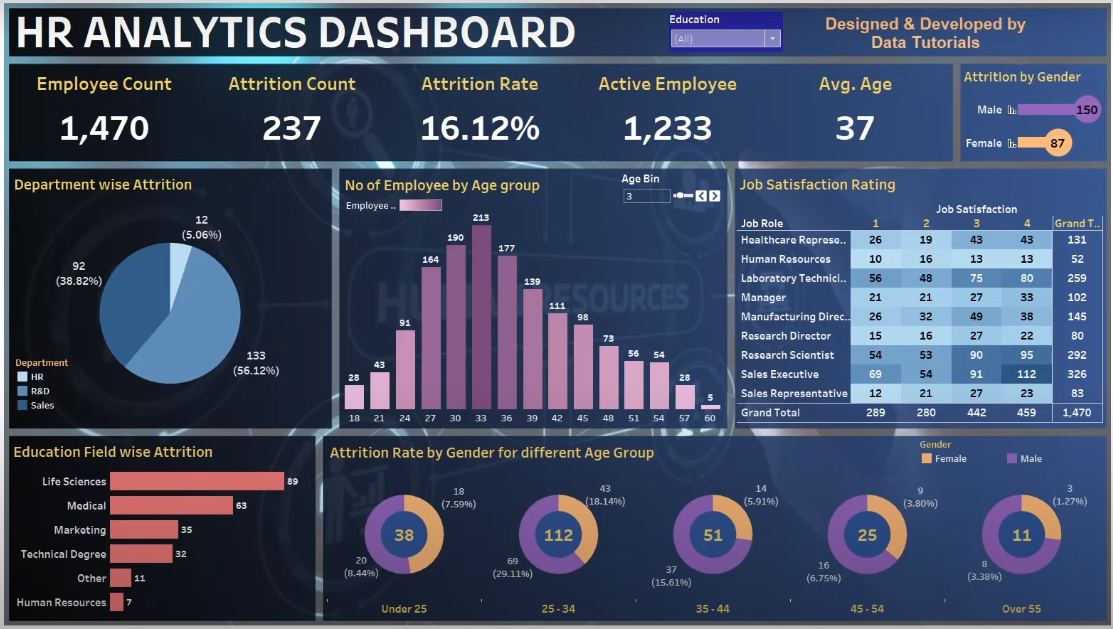 HR ANALYTICS DASHBOARD
Education
(All)
Designed & Developed by
Data Tutorials
Employee Count
1,470
Attrition Count
237
Attrition Rate
16.12%
Active Employee
1,233
Avg. Age
37
Attrition by Gender
Male 150
Female 87
Department wise Attrition
12
(5.06%)
92
(38.82%)
133
(56.12%)
Department
HR
R&D
Sales
No of Employee by Age group
Age Bin
3
Employee ..
28 43 91 164 190 213 177 139 111 98 73 56 54 28 5
18 21 24 27 30 33 36 39 42 45 48 51 54 57 60
HUMAN RESOURCES
Job Satisfaction Rating
Job Satisfaction
Job Role 1 2 3 4 Grand T..
Healthcare Represe.. 26 19 43 43 131
Human Resources 10 16 13 13 52
Laboratory Technici.. 56 48 75 80 259
Manager 21 21 27 33 102
Manufacturing Direc.. 26 32 49 38 145
Research Director 15 16 27 22 80
Research Scientist 54 53 90 95 292
Sales Executive 69 54 91 112 326
Sales Representative 12 21 27 23 83
Grand Total 289 280 442 459 1,470
Education Field wise Attrition
Life Sciences 89
Medical 63
Marketing 35
Technical Degree 32
Other 11
Human Resources 7
Attrition Rate by Gender for different Age Group
Gender
Female
Male
18
(7.59%)
38
20
(8.44%)
Under 25
43
(18.14%)
112
69
(29.11%)
25 - 34
14
(5.91%)
51
37
(15.61%)
35 - 44
9
(3.80%)
25
16
(6.75%)
45 - 54
3
(1.27%)
11
8
(3.38%)
Over 55